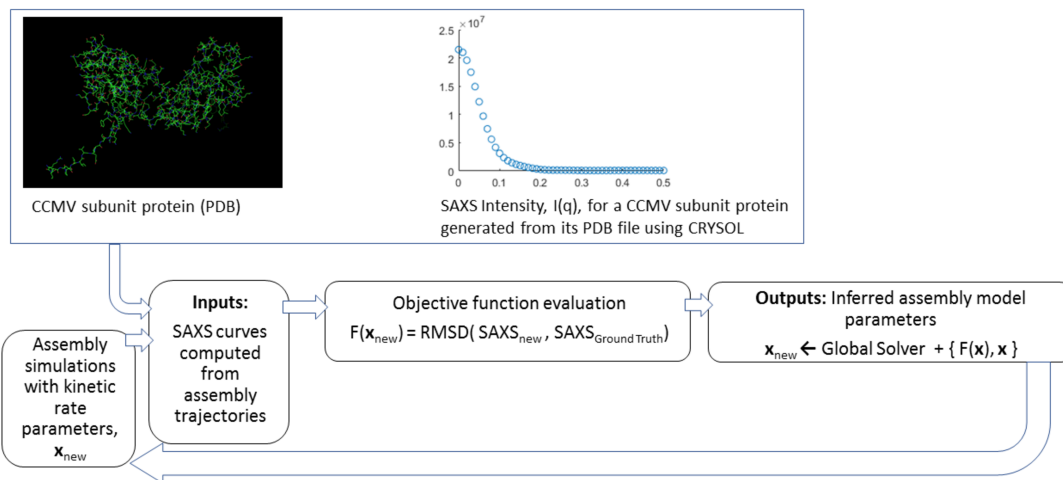 ×10^7
2.5
2
1.5
1
0.5
0
0 0.1 0.2 0.3 0.4 0.5
CCMV subunit protein (PDB)
SAXS Intensity, I(q), for a CCMV subunit protein
generated from its PDB file using CRYSOL
Assembly
simulations
with kinetic
rate
parameters,
x_new
Inputs:
SAXS curves
computed
from
assembly
trajectories
Objective function evaluation
F(x_new) = RMSD( SAXS_new , SAXS_Ground Truth)
Outputs: Inferred assembly model
parameters
x_new ← Global Solver + { F(x), x }